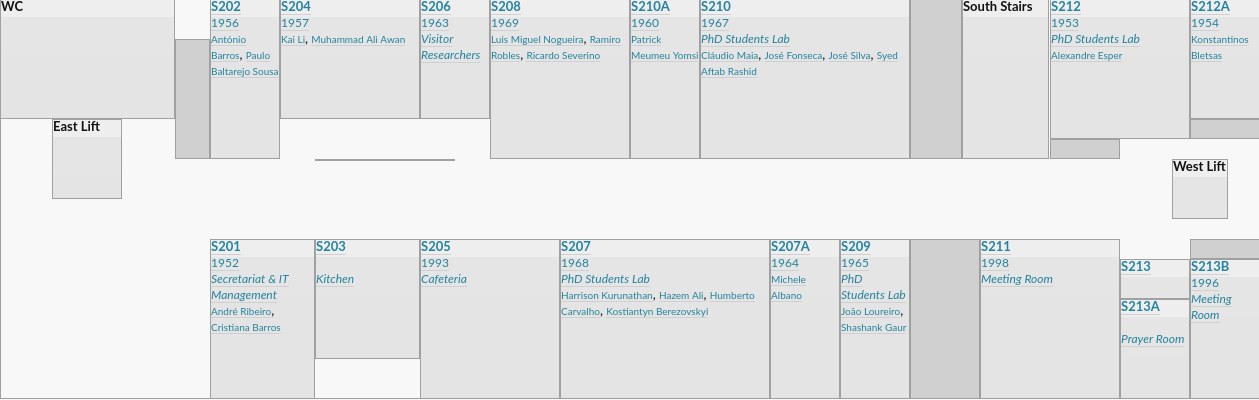 WC
S202
1956
António
Barros, Paulo
Baltarejo Sousa
S204
1957
Kai Li, Muhammad Ali Awan
S206
1963
Visitor
Researchers
S208
1969
Luis Miguel Nogueira, Ramiro
Robles, Ricardo Severino
S210A
1960
Patrick
Meumeu Yomsi
S210
1967
PhD Students Lab
Cláudio Maia, José Fonseca, José Silva, Syed
Aftab Rashid
South Stairs
S212
1953
PhD Students Lab
Alexandre Esper
S212A
1954
Konstantinos
Bletsas
East Lift
West Lift
S201
1952
Secretariat & IT
Management
André Ribeiro,
Cristiana Barros
S203
Kitchen
S205
1993
Cafeteria
S207
1968
PhD Students Lab
Harrison Kurunathan, Hazem Ali, Humberto
Carvalho, Kostiantyn Berezovskyi
S207A
1964
Michele
Albano
S209
1965
PhD
Students Lab
João Loureiro,
Shashank Gaur
S211
1998
Meeting Room
S213
S213A
Prayer Room
S213B
1996
Meeting
Room